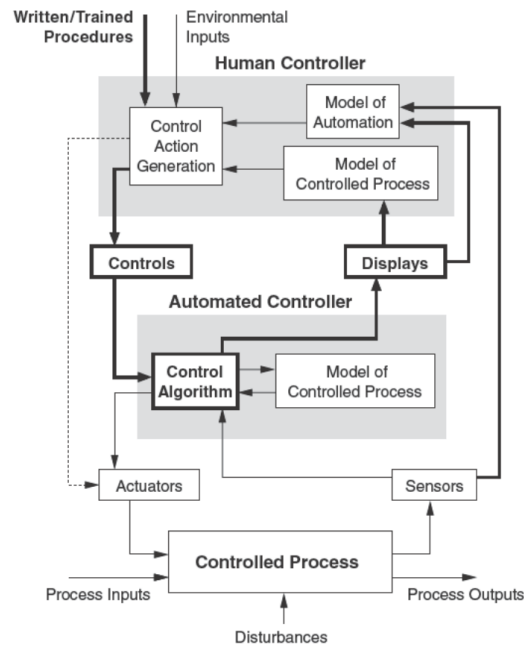 Written/Trained
Procedures
Environmental
Inputs
Human Controller
Control
Action
Generation
Model of
Automation
Model of
Controlled Process
Controls
Displays
Automated Controller
Control
Algorithm
Model of
Controlled Process
Actuators
Sensors
Controlled Process
Process Inputs
Process Outputs
Disturbances